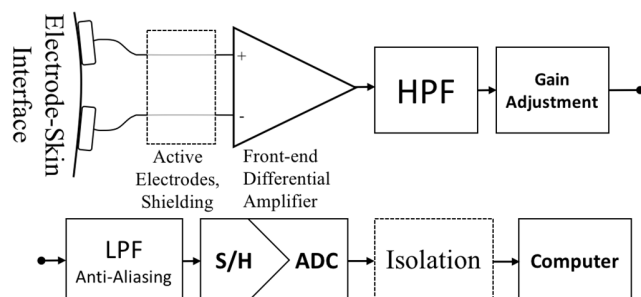 Electrode-Skin
Interface
+
-
Active
Electrodes,
Shielding
Front-end
Differential
Amplifier
HPF
Gain
Adjustment
LPF
Anti-Aliasing
S/H
ADC
Isolation
Computer